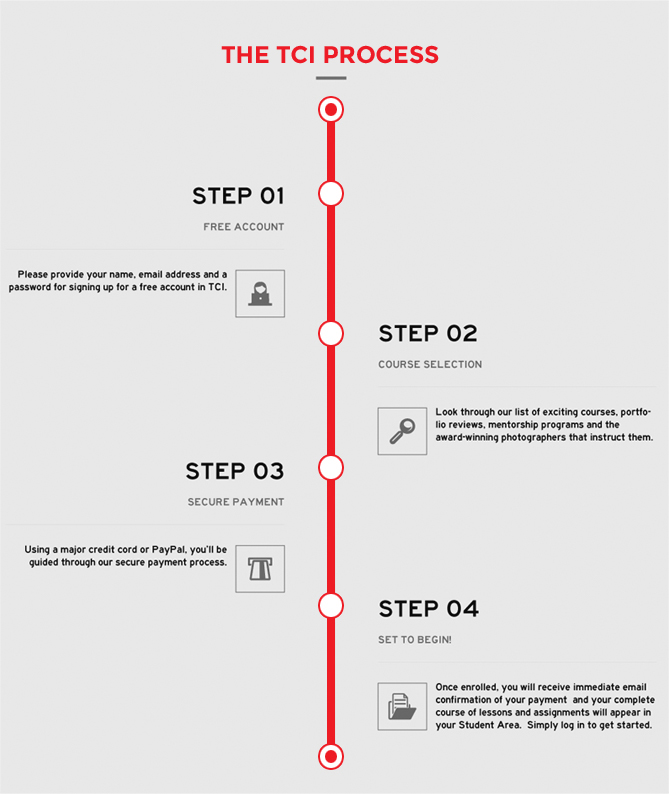 THE TCI PROCESS
STEP 01
FREE ACCOUNT
Please provide your name, email address and a
password for signing up for a free account in TCI.
STEP 02
COURSE SELECTION
Look through our list of exciting courses, portfo-
lio reviews, mentorship programs and the
award-winning photographers that instruct them.
STEP 03
SECURE PAYMENT
Using a major credit cord or PayPal, you'll be
guided through our secure payment process.
STEP 04
SET TO BEGIN!
Once enrolled, you will receive immediate email
confirmation of your payment  and your complete
course of lessons and assignments will appear in
your Student Area.  Simply log in to get started.